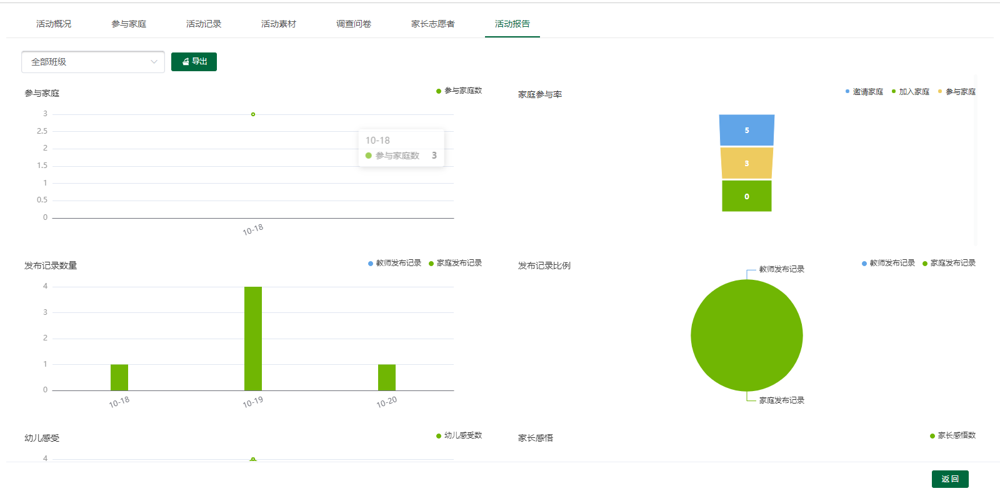 活动概况 参与家庭 活动记录 活动素材 调查问卷 家长志愿者 活动报告
全部班级 导出
参与家庭 参与家庭数
3
2.5
2
1.5
1
0.5
0
10-18
10-18
参与家庭数 3
家庭参与率 邀请家庭 加入家庭 参与家庭
5
3
0
发布记录数量 教师发布记录 家庭发布记录
4
3
2
1
0
10-18 10-19 10-20
发布记录比例 教师发布记录 家庭发布记录
教师发布记录
家庭发布记录
幼儿感受 幼儿感受数
4
家长感悟 家长感悟数
返回